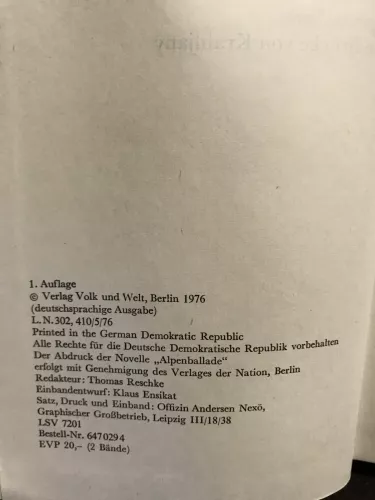 1. Auflage
© Verlag Volk und Welt, Berlin 1976
(deutschsprachige Ausgabe)
L. N. 302, 410/5/76
Printed in the German Democratic Republic
Alle Rechte für die Deutsche Demokratische Republik vorbehalten
Der Abdruck der Novelle „Alpenballade“
erfolgt mit Genehmigung des Verlages der Nation, Berlin
Redakteur: Thomas Reschke
Einbandentwurf: Klaus Ensikat
Satz, Druck und Einband: Offizin Andersen Nexö,
Graphischer Großbetrieb, Leipzig III/18/38
LSV 7201
Bestell-Nr. 647 029 4
EVP 20,– (2 Bände)